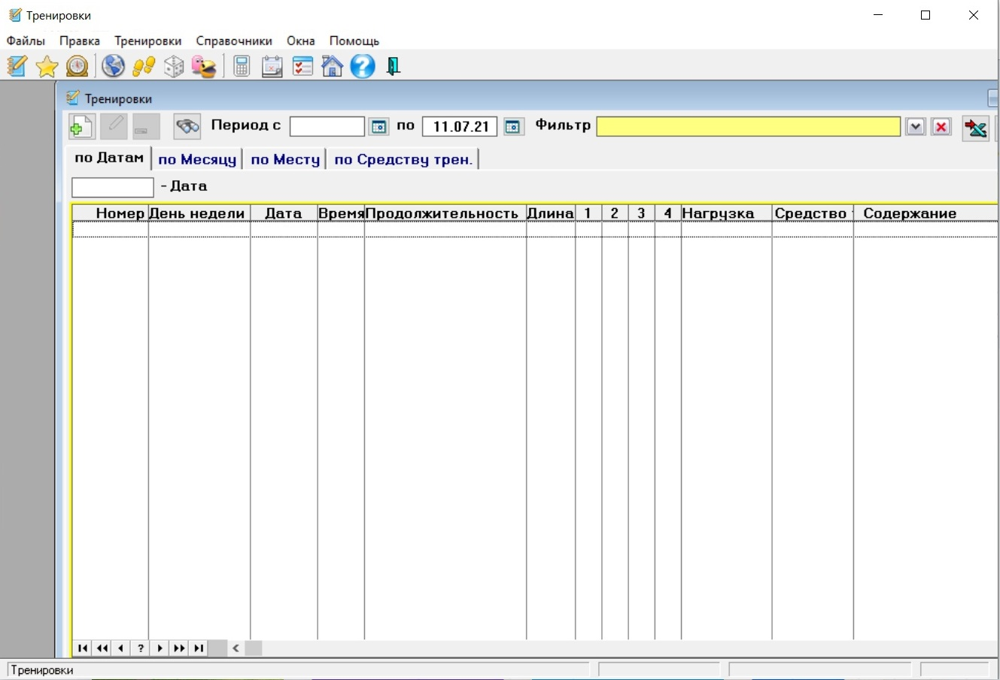 Тренировки
Файлы Правка Тренировки Справочники Окна Помощь
Тренировки
Период с по 11.07.21 Фильтр
по Датам по Месяцу по Месту по Средству трен.
- Дата
Номер День недели Дата Время Продолжительность Длина 1 2 3 4 Нагрузка Средство Содержание
Тренировки